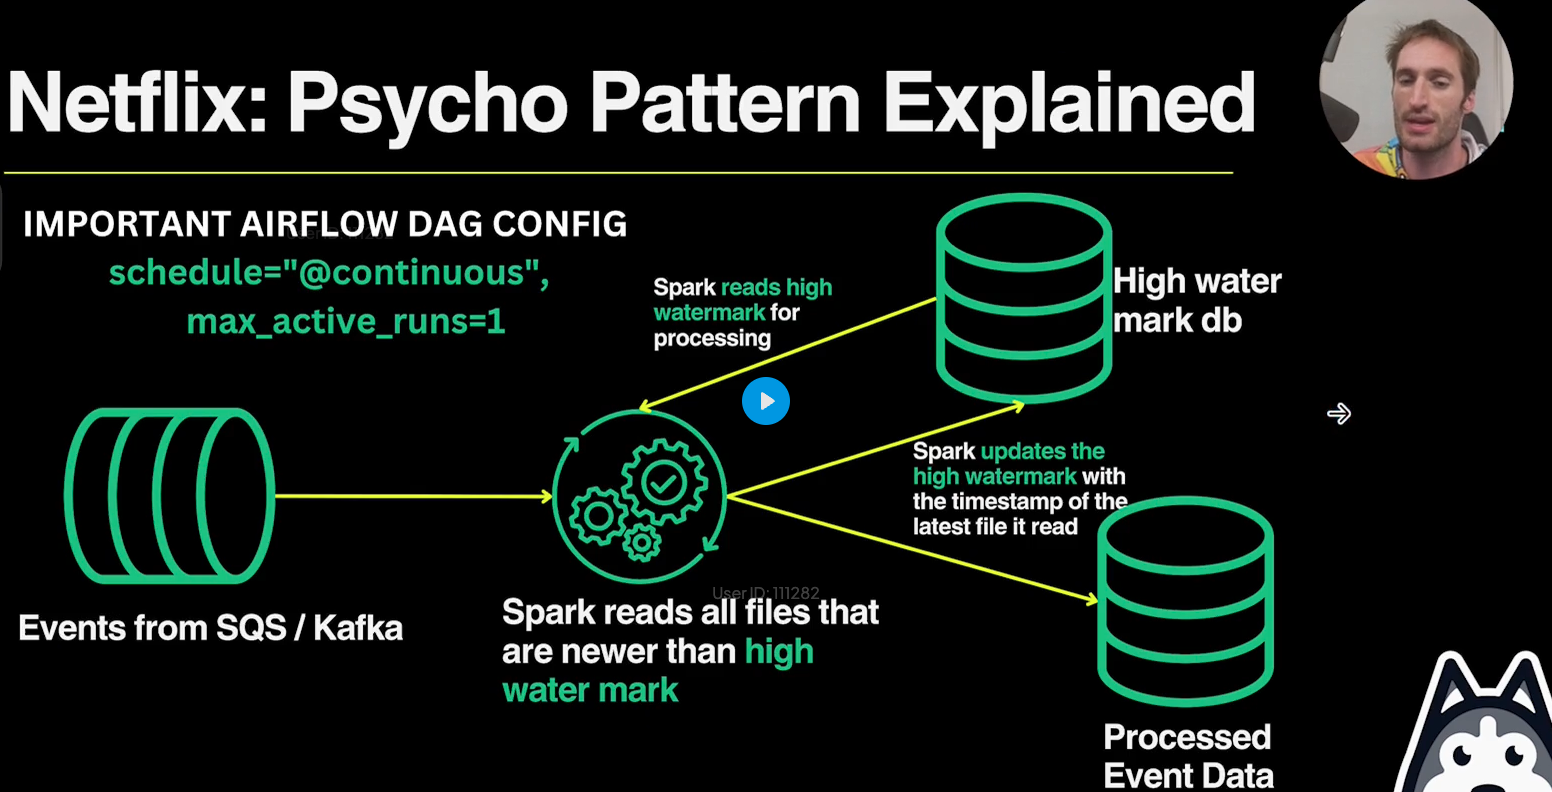 Netflix: Psycho Pattern Explained
IMPORTANT AIRFLOW DAG CONFIG
schedule="@continuous",
max_active_runs=1
Spark reads high
watermark for
processing
High water
mark db
Spark updates the
high watermark with
the timestamp of the
latest file it read
Events from SQS / Kafka
User ID: 111282
Spark reads all files that
are newer than high
water mark
Processed
Event Data